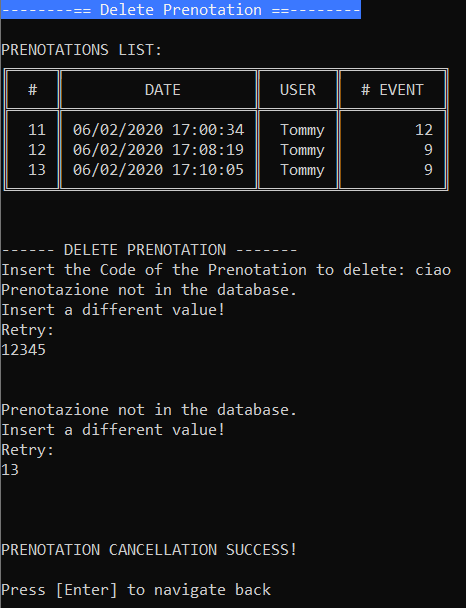 --------== Delete Prenotation ==--------
PRENOTATIONS LIST:
# DATE USER # EVENT
11 06/02/2020 17:00:34 Tommy 12
12 06/02/2020 17:08:19 Tommy 9
13 06/02/2020 17:10:05 Tommy 9
------ DELETE PRENOTATION -------
Insert the Code of the Prenotation to delete: ciao
Prenotazione not in the database.
Insert a different value!
Retry:
12345
Prenotazione not in the database.
Insert a different value!
Retry:
13
PRENOTATION CANCELLATION SUCCESS!
Press [Enter] to navigate back